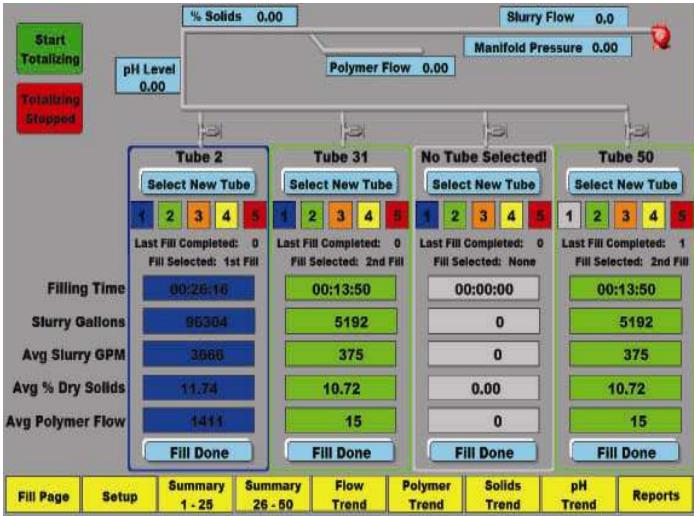 % Solids 0.00
Slurry Flow 0.0
Start
Totalizing
Manifold Pressure 0.00
pH Level
0.00
Polymer Flow 0.00
Totalizing
Stopped
Tube 2 Tube 31 No Tube Selected! Tube 50
Select New Tube Select New Tube Select New Tube Select New Tube
1 2 3 4 5 1 2 3 4 5 1 2 3 4 5 1 2 3 4 5
Last Fill Completed: 0 Last Fill Completed: 0 Last Fill Completed: 0 Last Fill Completed: 1
Fill Selected: 1st Fill Fill Selected: 2nd Fill Fill Selected: None Fill Selected: 2nd Fill
Filling Time 00:26:16 00:13:50 00:00:00 00:13:50
Slurry Gallons 96304 5192 0 5192
Avg Slurry GPM 3666 375 0 375
Avg % Dry Solids 11.74 10.72 0.00 10.72
Avg Polymer Flow 1411 15 0 15
Fill Done Fill Done Fill Done Fill Done
Fill Page Setup Summary 1 - 25 Summary 26 - 50 Flow Trend Polymer Trend Solids Trend pH Trend Reports